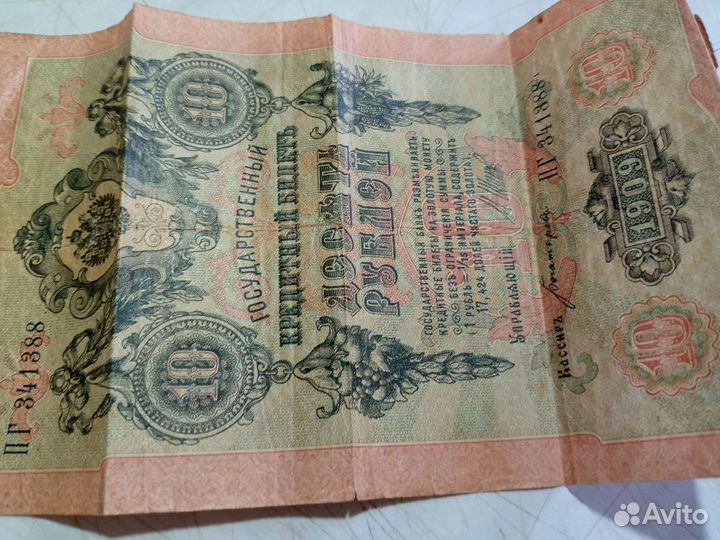 ПГ 341388
10
10
ГОСУДАРСТВЕННЫЙ
КРЕДИТНЫЙ БИЛЕТЪ
ДЕСЯТЬ
РУБЛЕЙ
ГОСУДАРСТВЕННЫЙ БАНКЪ РАЗМѢНИВАЕТЪ
КРЕДИТНЫЕ БИЛЕТЫ НА ЗОЛОТУЮ МОНЕТУ
БЕЗЪ ОГРАНИЧЕНІЯ СУММЫ
(1 РУБЛЬ = 1/15 ИМПЕРІАЛА, СОДЕРЖИТЪ
17,424 ДОЛЕЙ ЧИСТАГО ЗОЛОТА).
Управляющій
Кассиръ
ПГ 341388
10
1909
10
Avito